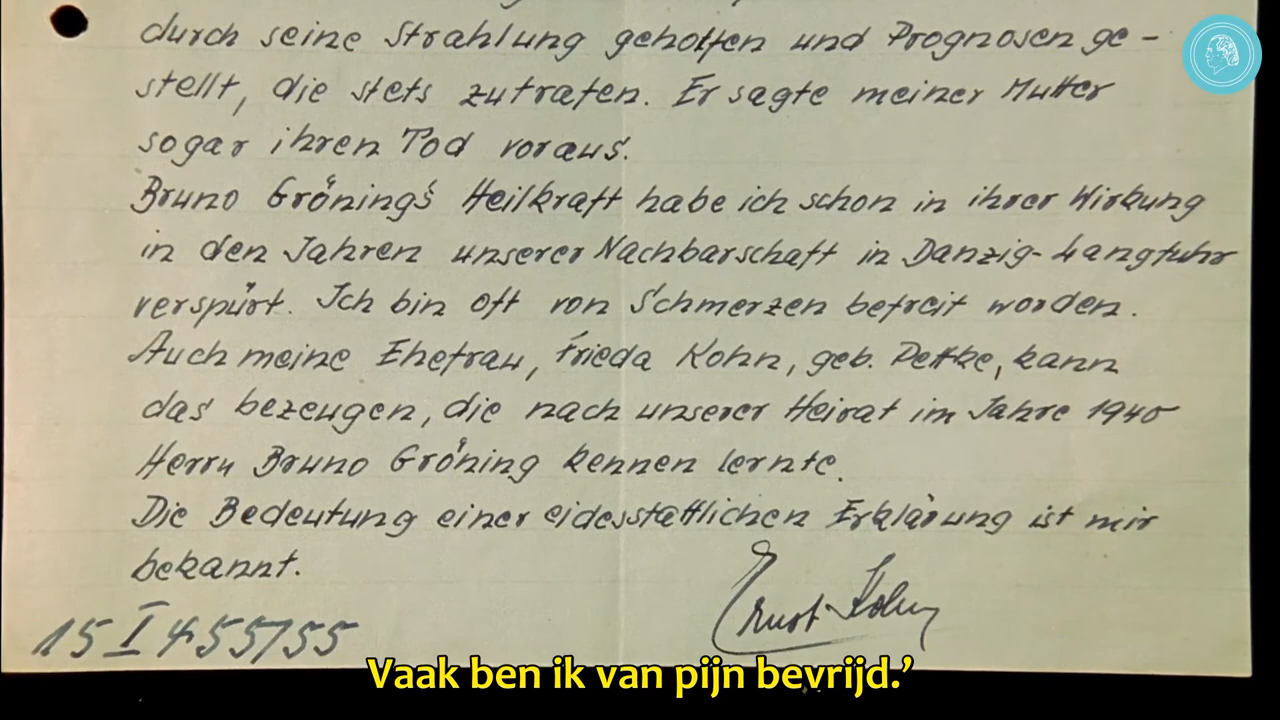 durch seine Strahlung geholfen und Prognosen ge-
stellt, die stets zutrafen. Er sagte meiner Mutter
sogar ihren Tod voraus.
Bruno Gröning's Heilkraft habe ich schon in ihrer Wirkung
in den Jahren unserer Nachbarschaft in Danzig-Langfuhr
verspürt. Ich bin oft von Schmerzen befreit worden.
Auch meine Ehefrau, Frieda Kohn, geb. Pettke, kann
das bezeugen, die nach unserer Heirat im Jahre 1940
Herrn Bruno Gröning kennen lernte.
Die Bedeutung einer eidesstattlichen Erklärung ist mir
bekannt.
Ernst Kohn
15 I 455/55
Vaak ben ik van pijn bevrijd.’